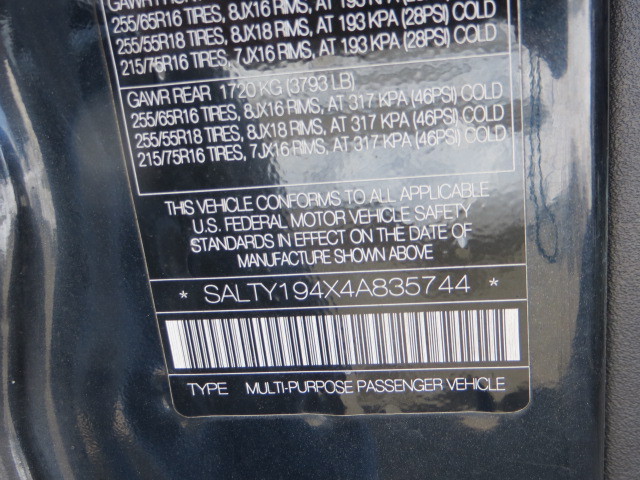 255/65R16 TIRES, 8JX16 RIMS, AT 193 KPA (28PSI) COLD
255/55R18 TIRES, 8JX18 RIMS, AT 193 KPA (28PSI) COLD
215/75R16 TIRES, 7JX16 RIMS, AT 193 KPA (28PSI) COLD
GAWR REAR 1720 KG (3793 LB)
255/65R16 TIRES, 8JX16 RIMS, AT 317 KPA (46PSI) COLD
255/55R18 TIRES, 8JX18 RIMS, AT 317 KPA (46PSI) COLD
215/75R16 TIRES, 7JX16 RIMS, AT 317 KPA (46PSI) COLD
THIS VEHICLE CONFORMS TO ALL APPLICABLE
U.S. FEDERAL MOTOR VEHICLE SAFETY
STANDARDS IN EFFECT ON THE DATE OF
MANUFACTURE SHOWN ABOVE
* SALTY194X4A835744 *
TYPE MULTI-PURPOSE PASSENGER VEHICLE